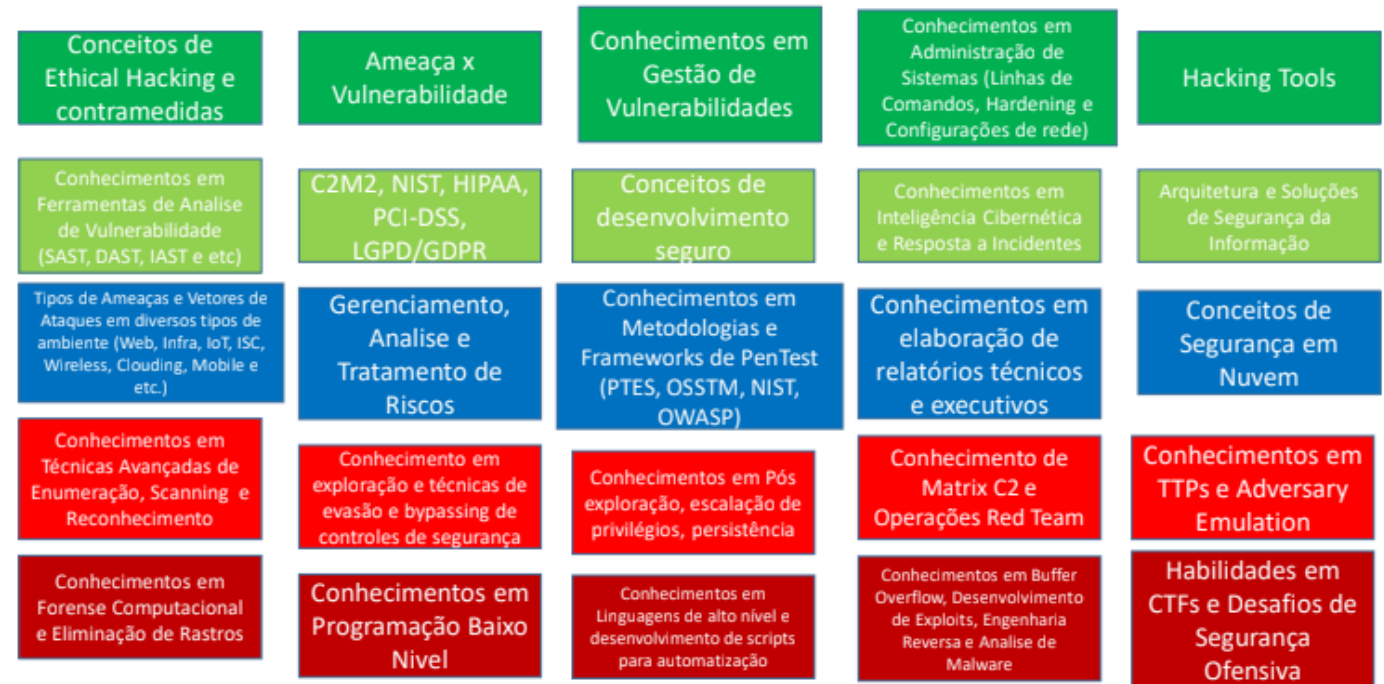 Conceitos de
Ethical Hacking e
contramedidas
Ameaça x
Vulnerabilidade
Conhecimentos em
Gestão de
Vulnerabilidades
Conhecimentos em
Administração de
Sistemas (Linhas de
Comandos, Hardening e
Configurações de rede)
Hacking Tools
Conhecimentos em
Ferramentas de Analise
de Vulnerabilidade
(SAST, DAST, IAST e etc)
C2M2, NIST, HIPAA,
PCI-DSS,
LGPD/GDPR
Conceitos de
desenvolvimento
seguro
Conhecimentos em
Inteligência Cibernética
e Resposta a Incidentes
Arquitetura e Soluções
de Segurança da
Informação
Tipos de Ameaças e Vetores de
Ataques em diversos tipos de
ambiente (Web, Infra, IoT, ISC,
Wireless, Clouding, Mobile e
etc.)
Gerenciamento,
Analise e
Tratamento de
Riscos
Conhecimentos em
Metodologias e
Frameworks de PenTest
(PTES, OSSTM, NIST,
OWASP)
Conhecimentos em
elaboração de
relatórios técnicos
e executivos
Conceitos de
Segurança em
Nuvem
Conhecimentos em
Técnicas Avançadas de
Enumeração, Scanning e
Reconhecimento
Conhecimento em
exploração e técnicas de
evasão e bypassing de
controles de segurança
Conhecimentos em Pós
exploração, escalação de
privilégios, persistência
Conhecimento de
Matrix C2 e
Operações Red Team
Conhecimentos em
TTPs e Adversary
Emulation
Conhecimentos em
Forense Computacional
e Eliminação de Rastros
Conhecimentos em
Programação Baixo
Nivel
Conhecimentos em
Linguagens de alto nível e
desenvolvimento de scripts
para automatização
Conhecimentos em Buffer
Overflow, Desenvolvimento
de Exploits, Engenharia
Reversa e Analise de
Malware
Habilidades em
CTFs e Desafios de
Segurança
Ofensiva